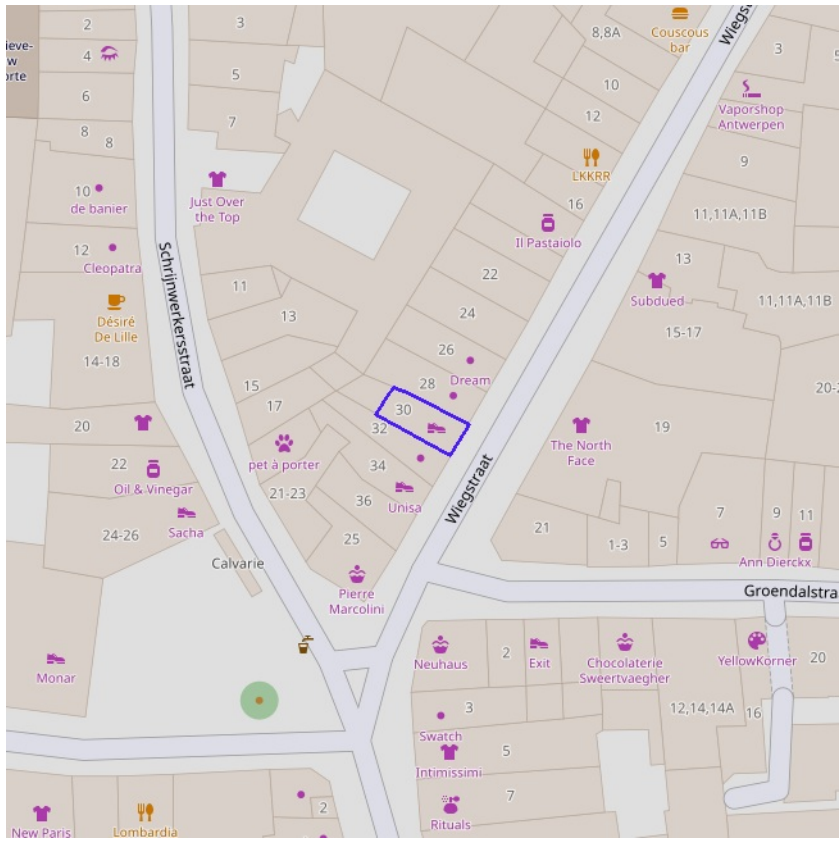 2
3
8,8A
Couscous
bar
Wiegstraat
3
4
5
10
Vaporshop
Antwerpen
6
7
12
8
8
9
LKKRR
10
de banier
Just Over
the Top
16
11,11A,11B
Il Pastaiolo
12
Cleopatra
22
13
11
Subdued
11,11A,11B
Schrijnwerkersstraat
Désiré
De Lille
13
24
15-17
14-18
26
28
Dream
15
30
17
20
32
The North
Face
19
22
pet à porter
34
Oil & Vinegar
21-23
36
Unisa
Wiegstraat
7
9
11
Sacha
24-26
25
21
1-3
5
Calvarie
Ann Dierckx
Pierre
Marcolini
Groendalstra
Neuhaus
2
Exit
Chocolaterie
Sweertvaegher
YellowKorner
20
Monar
3
12,14,14A
16
Swatch
5
Intimissimi
7
2
New Paris
Lombardia
Rituals